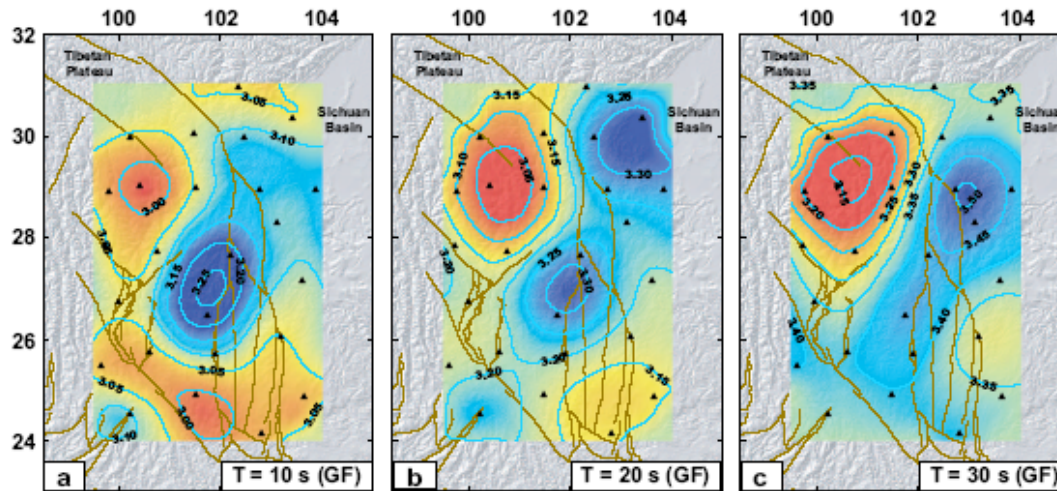 100 102 104 100 102 104 100 102 104
32
30
28
26
24
Tibetan
Plateau
Sichuan
Basin
3.05
3.10
3.00
3.15
3.25
3.20
3.05
3.05
3.00
3.05
3.10
a
T = 10 s (GF)
Tibetan
Plateau
Sichuan
Basin
3.15
3.25
3.15
3.10
3.05
3.30
3.20
3.25
3.30
3.20
3.20
3.15
b
T = 20 s (GF)
Tibetan
Plateau
Sichuan
Basin
3.35
3.35
3.30
3.15
3.25
3.35
3.20
3.50
3.45
3.40
3.40
3.35
c
T = 30 s (GF)